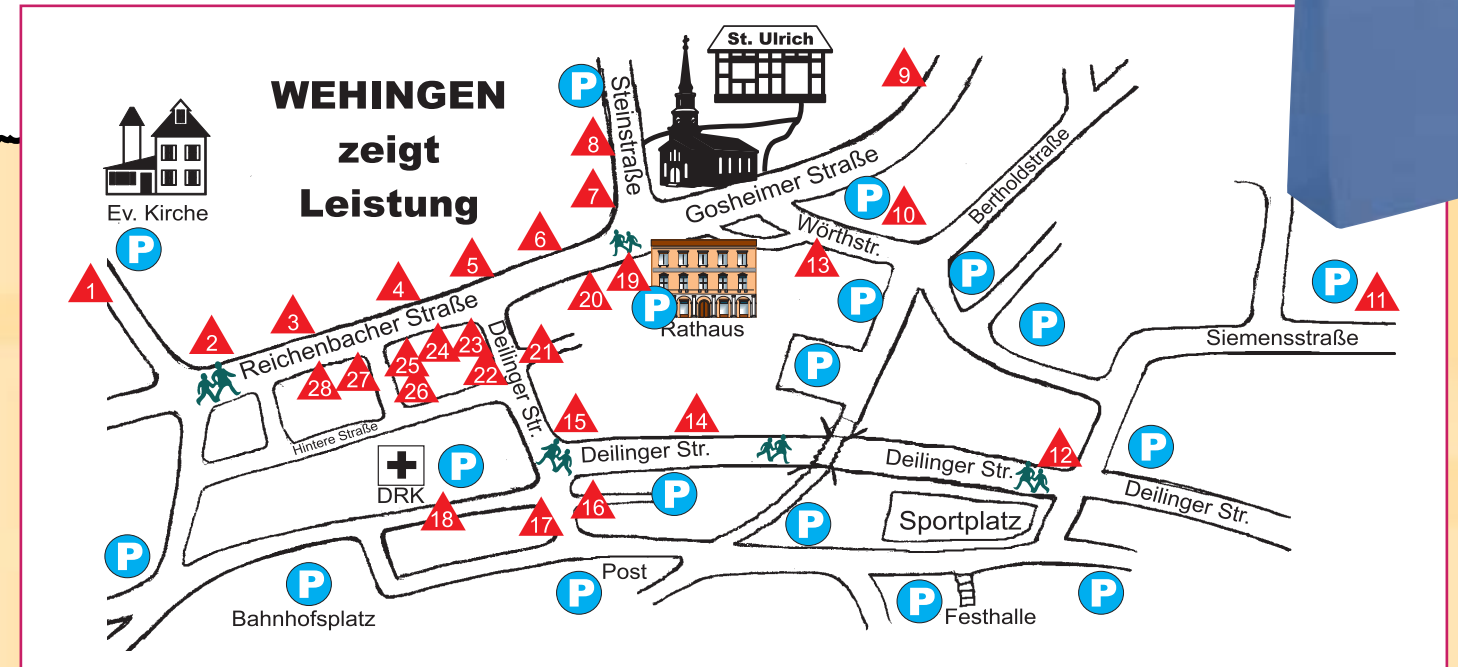 WEHINGEN
zeigt
Leistung
St. Ulrich
Ev. Kirche
P
P
Steinstraße
Gosheimer Straße
P
Wörthstr.
Bertholdstraße
P
P
P
P
Siemensstraße
Rathaus
P
P
Reichenbacher Straße
Hintere Straße
Deilinger Str.
Deilinger Str.
Deilinger Str.
Deilinger Str.
DRK
P
P
P
P
Sportplatz
P
Bahnhofsplatz
P
Post
P
P
Festhalle
P
1
2
3
4
5
6
7
8
9
10
11
12
13
14
15
16
17
18
19
20
21
22
23
24
25
26
27
28